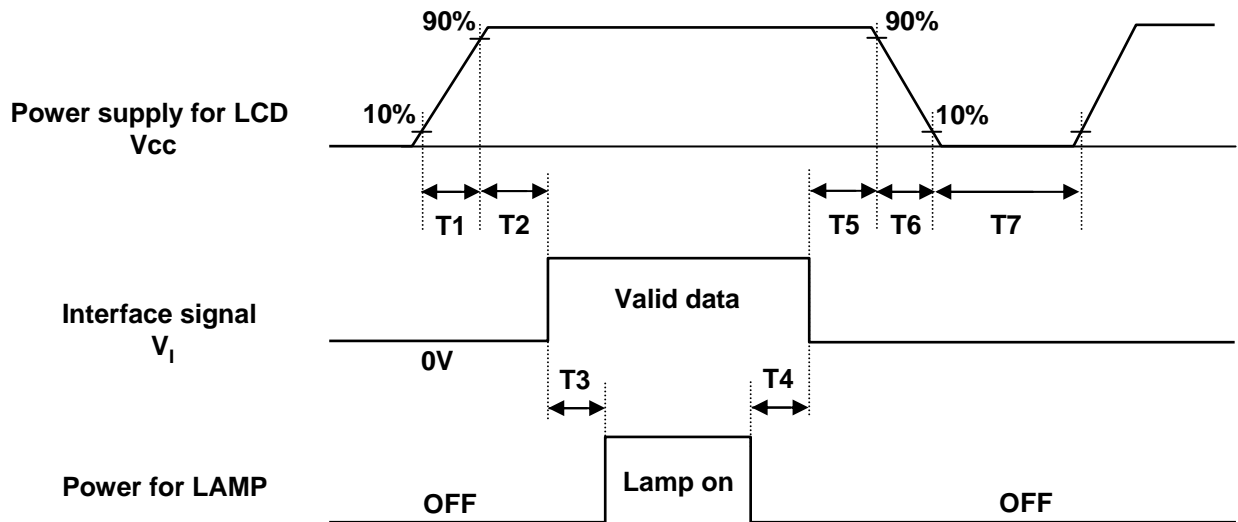 90%
90%
Power supply for LCD
Vcc
10%
10%
T1
T2
T5
T6
T7
Valid data
Interface signal
VI
0V
T3
T4
Power for LAMP
OFF
Lamp on
OFF